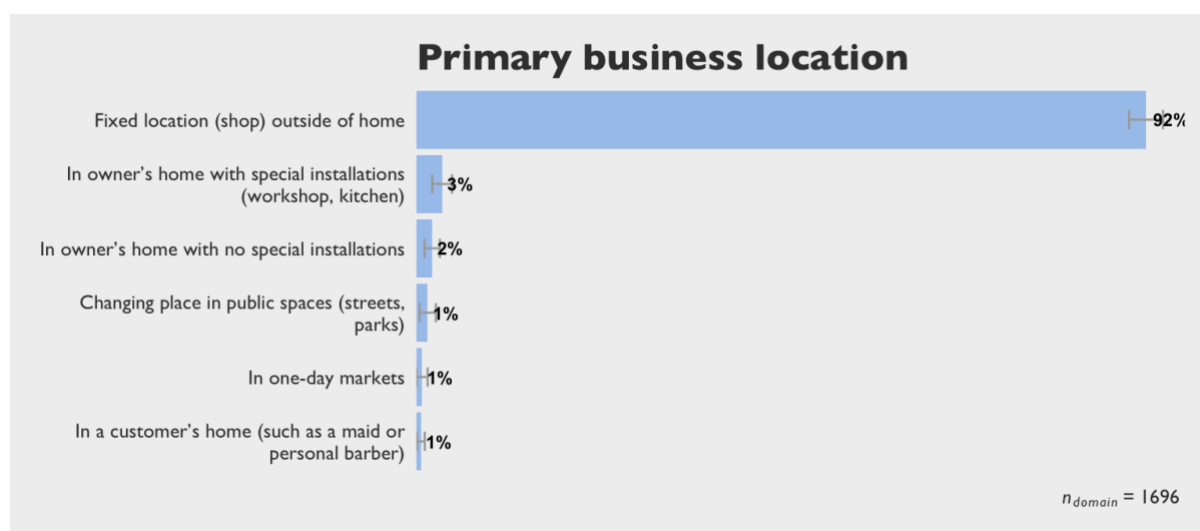 Primary business location
Fixed location (shop) outside of home
92%
In owner’s home with special installations
(workshop, kitchen)
3%
In owner’s home with no special installations
2%
Changing place in public spaces (streets,
parks)
1%
In one-day markets
1%
In a customer’s home (such as a maid or
personal barber)
1%
n domain = 1696